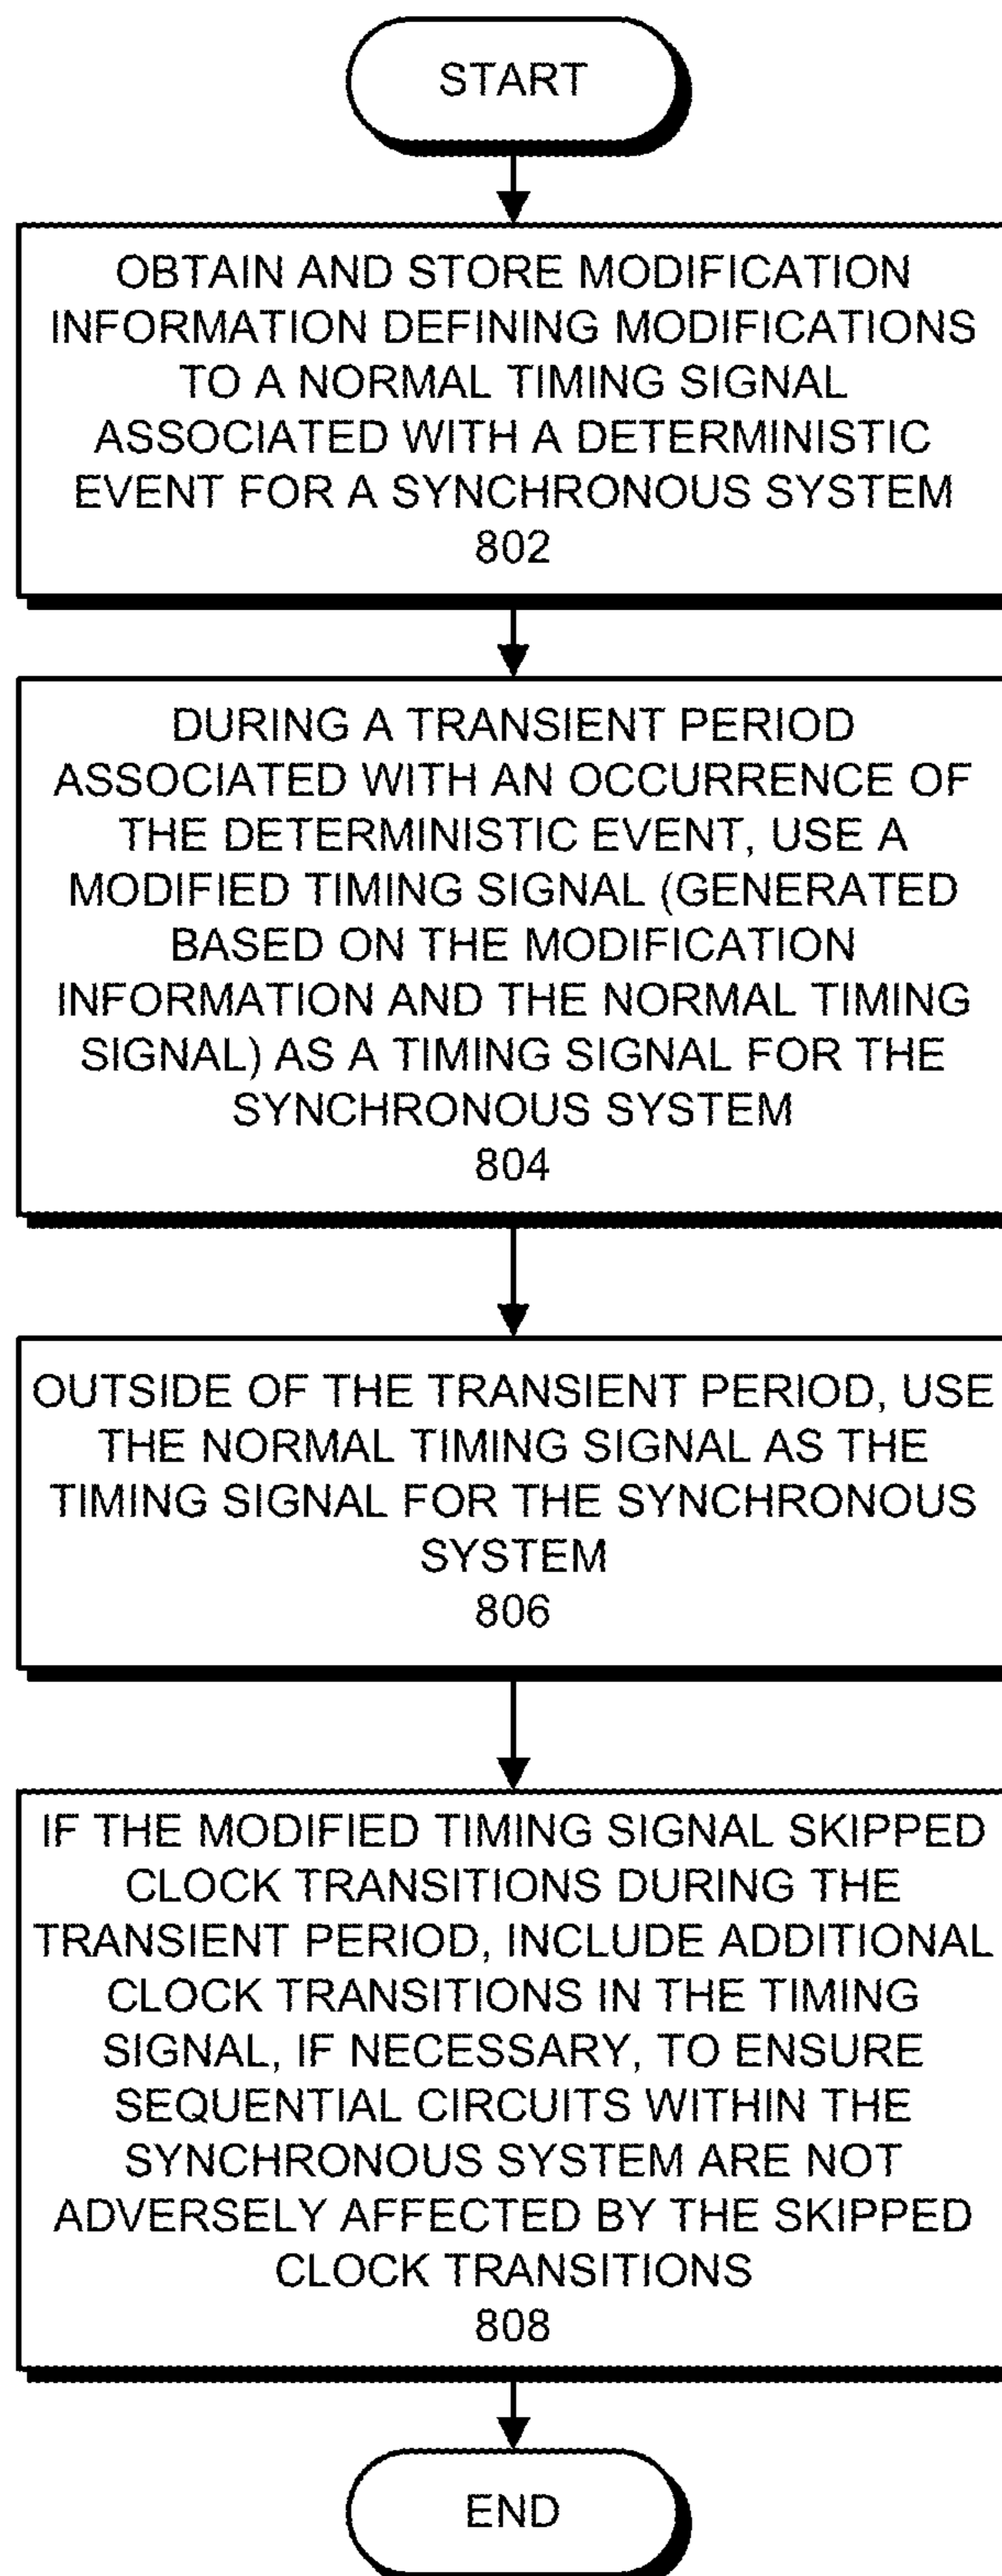 START
OBTAIN AND STORE MODIFICATION
INFORMATION DEFINING MODIFICATIONS
TO A NORMAL TIMING SIGNAL
ASSOCIATED WITH A DETERMINISTIC
EVENT FOR A SYNCHRONOUS SYSTEM
802
DURING A TRANSIENT PERIOD
ASSOCIATED WITH AN OCCURRENCE OF
THE DETERMINISTIC EVENT, USE A
MODIFIED TIMING SIGNAL (GENERATED
BASED ON THE MODIFICATION
INFORMATION AND THE NORMAL TIMING
SIGNAL) AS A TIMING SIGNAL FOR THE
SYNCHRONOUS SYSTEM
804
OUTSIDE OF THE TRANSIENT PERIOD, USE
THE NORMAL TIMING SIGNAL AS THE
TIMING SIGNAL FOR THE SYNCHRONOUS
SYSTEM
806
IF THE MODIFIED TIMING SIGNAL SKIPPED
CLOCK TRANSITIONS DURING THE
TRANSIENT PERIOD, INCLUDE ADDITIONAL
CLOCK TRANSITIONS IN THE TIMING
SIGNAL, IF NECESSARY, TO ENSURE
SEQUENTIAL CIRCUITS WITHIN THE
SYNCHRONOUS SYSTEM ARE NOT
ADVERSELY AFFECTED BY THE SKIPPED
CLOCK TRANSITIONS
808
END